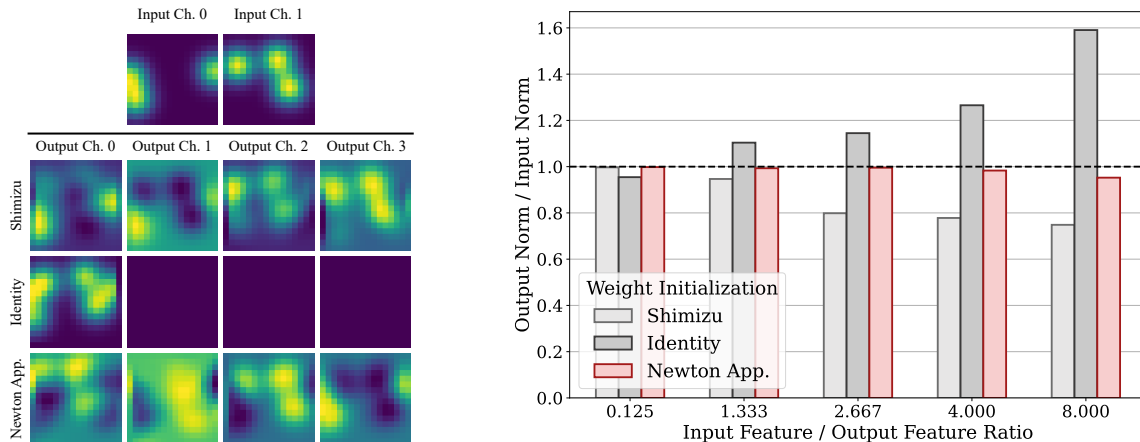 Input Ch. 0 Input Ch. 1
Output Ch. 0 Output Ch. 1 Output Ch. 2 Output Ch. 3
Shimizu
Identity
Newton App.
Output Norm / Input Norm
1.6
1.4
1.2
1.0
0.8
0.6
0.4
0.2
0.0
Weight Initialization
Shimizu
Identity
Newton App.
0.125 1.333 2.667 4.000 8.000
Input Feature / Output Feature Ratio